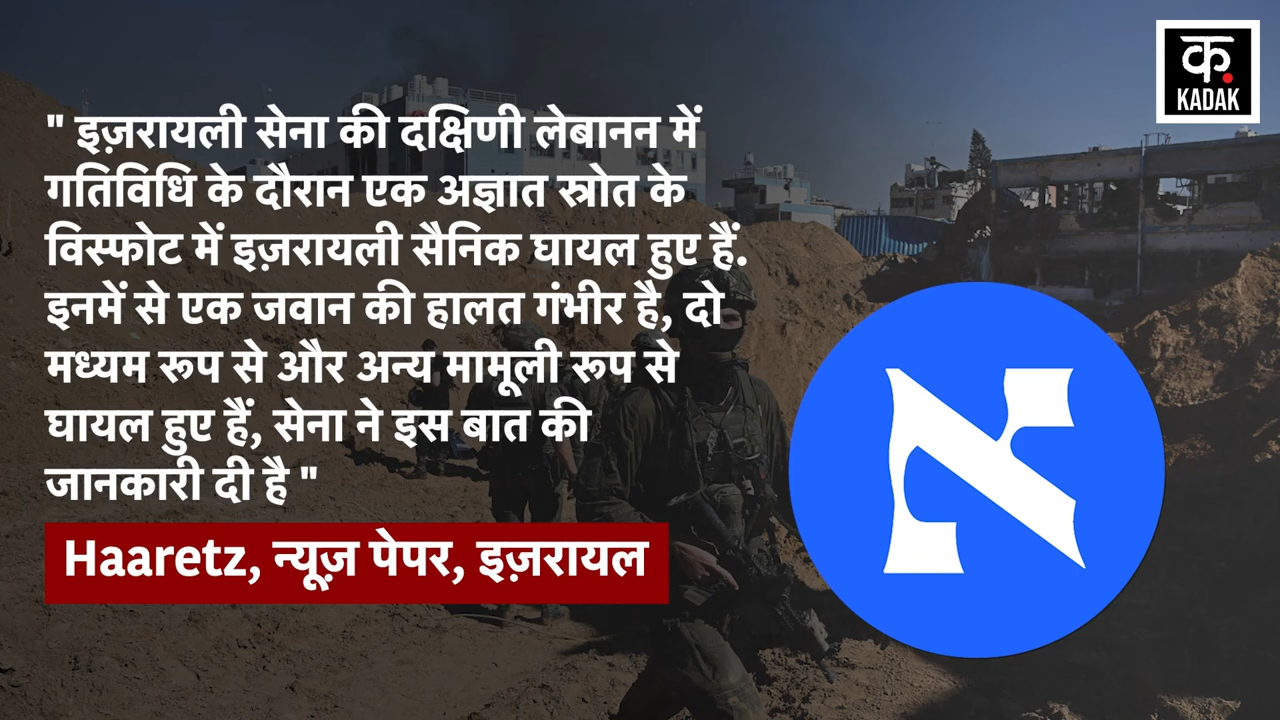 क
KADAK
" इज़रायली सेना की दक्षिणी लेबानन में
गतिविधि के दौरान एक अज्ञात स्रोत के
विस्फोट में इज़रायली सैनिक घायल हुए हैं.
इनमें से एक जवान की हालत गंभीर है, दो
मध्यम रूप से और अन्य मामूली रूप से
घायल हुए हैं, सेना ने इस बात की
जानकारी दी है "
Haaretz, न्यूज़ पेपर, इज़रायल
א